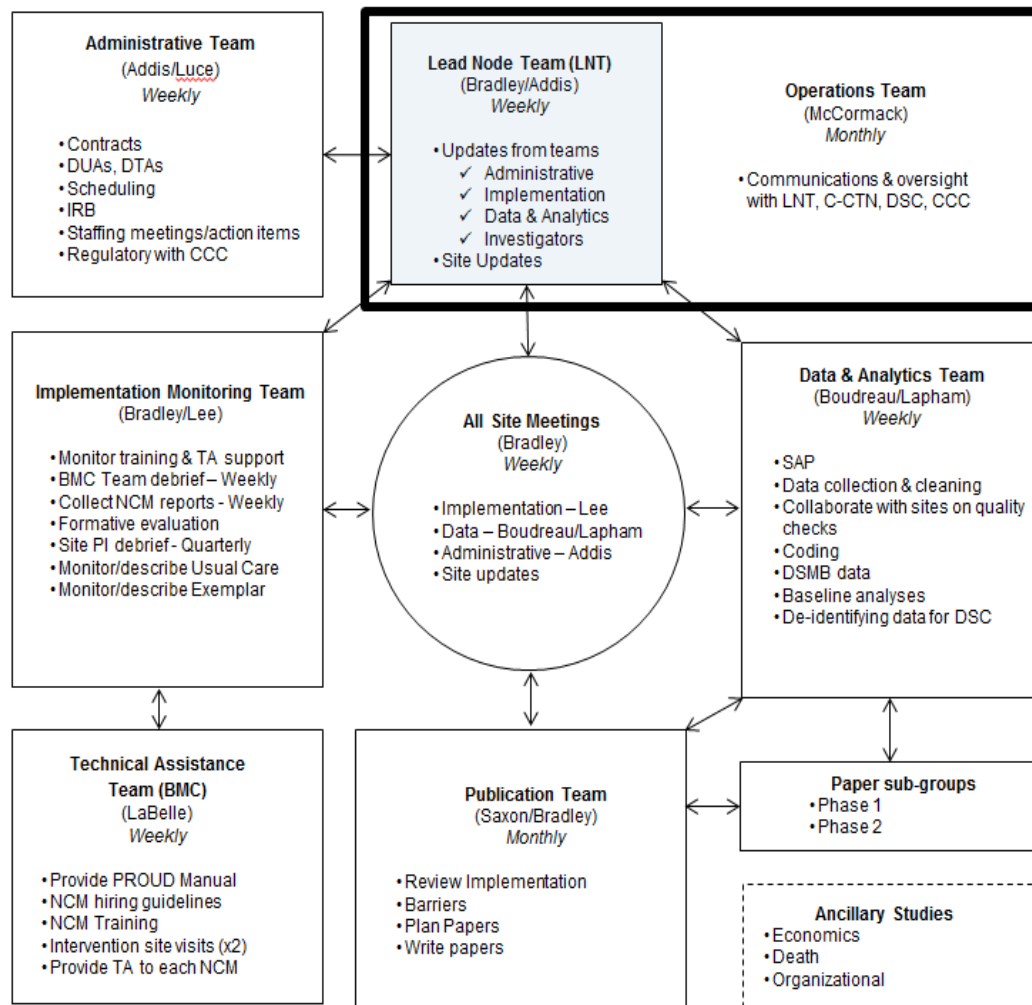 Administrative Team
(Addis/Luce)
Weekly
• Contracts
• DUAs, DTAs
• Scheduling
• IRB
• Staffing meetings/action items
• Regulatory with CCC
Lead Node Team (LNT)
(Bradley/Addis)
Weekly
• Updates from teams
✓ Administrative
✓ Implementation
✓ Data & Analytics
✓ Investigators
• Site Updates
Operations Team
(McCormack)
Monthly
• Communications & oversight
with LNT, C-CTN, DSC, CCC
Implementation Monitoring Team
(Bradley/Lee)
• Monitor training & TA support
• BMC Team debrief – Weekly
• Collect NCM reports - Weekly
• Formative evaluation
• Site PI debrief - Quarterly
• Monitor/describe Usual Care
• Monitor/describe Exemplar
All Site Meetings
(Bradley)
Weekly
• Implementation – Lee
• Data – Boudreau/Lapham
• Administrative – Addis
• Site updates
Data & Analytics Team
(Boudreau/Lapham)
Weekly
• SAP
• Data collection & cleaning
• Collaborate with sites on quality
checks
• Coding
• DSMB data
• Baseline analyses
• De-identifying data for DSC
Technical Assistance
Team (BMC)
(LaBelle)
Weekly
• Provide PROUD Manual
• NCM hiring guidelines
• NCM Training
• Intervention site visits (x2)
• Provide TA to each NCM
Publication Team
(Saxon/Bradley)
Monthly
• Review Implementation
• Barriers
• Plan Papers
• Write papers
Paper sub-groups
• Phase 1
• Phase 2
Ancillary Studies
• Economics
• Death
• Organizational